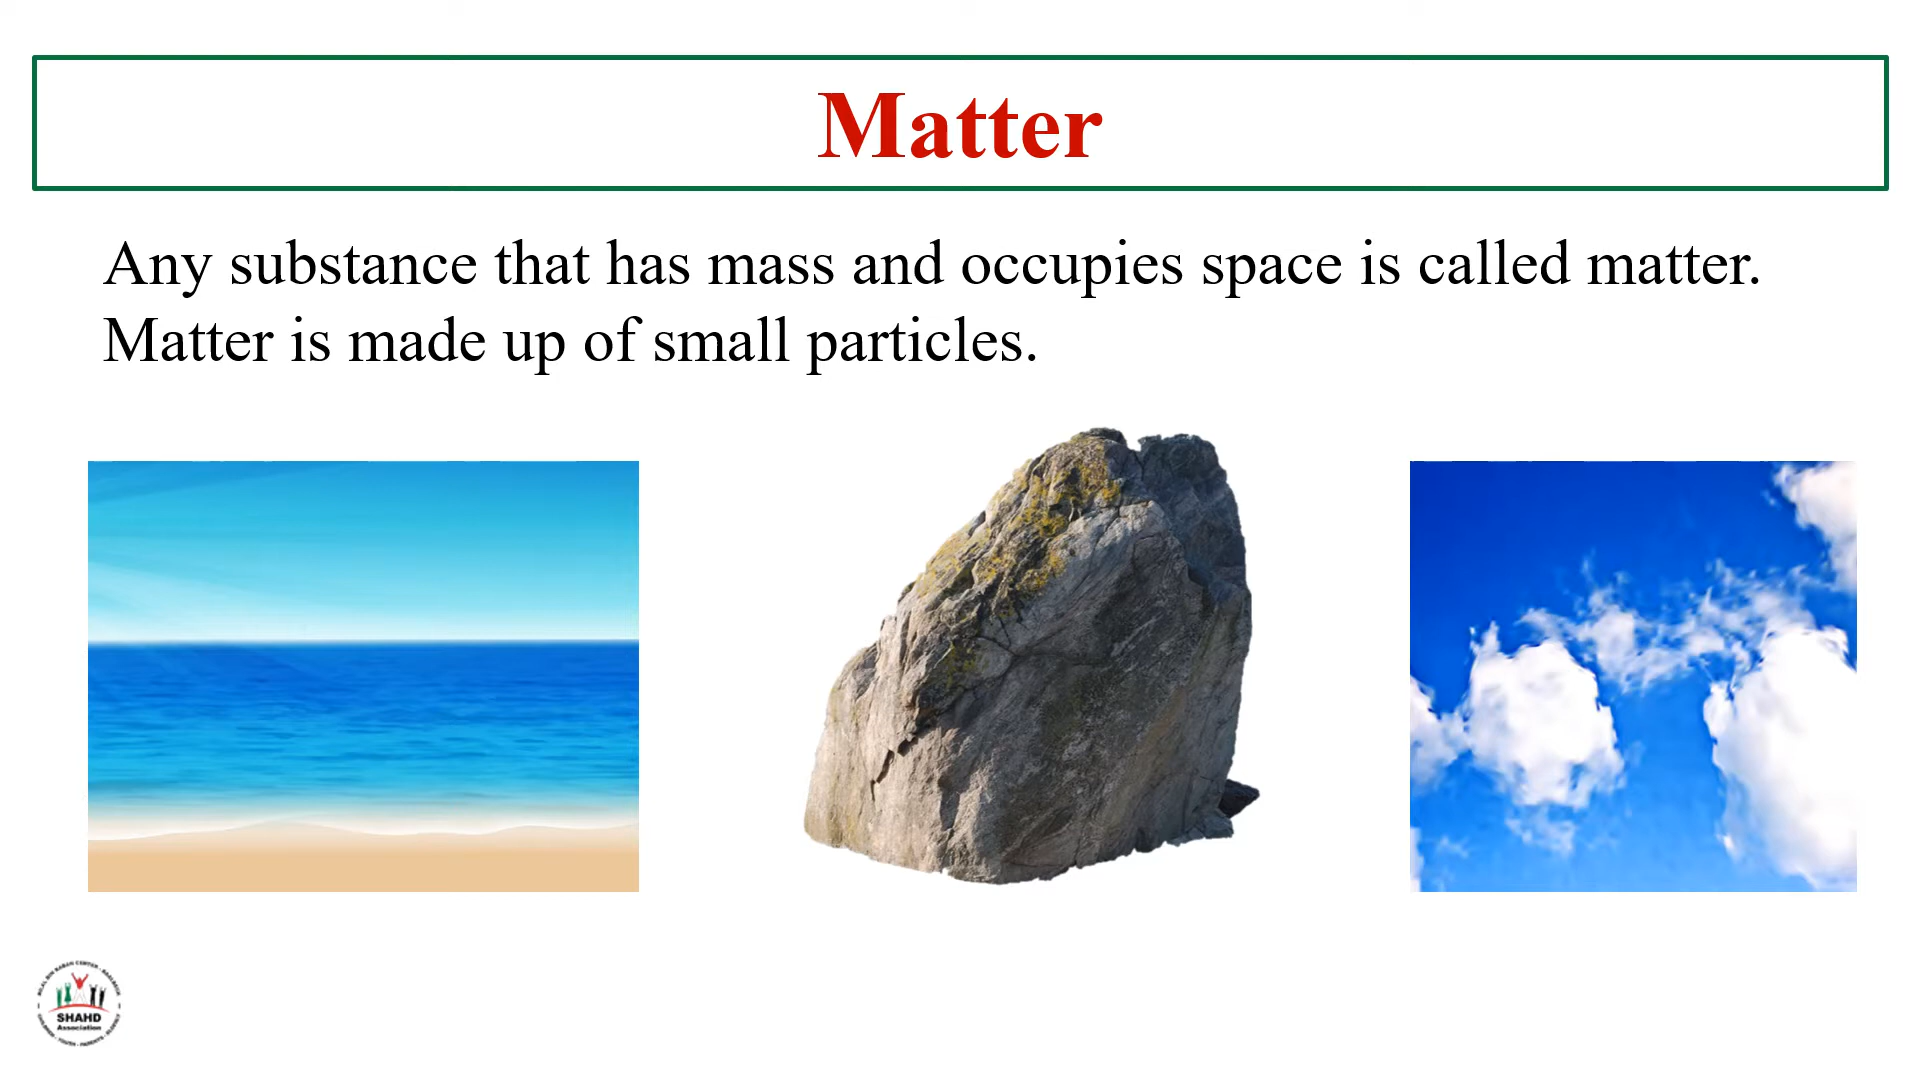 Matter
Any substance that has mass and occupies space is called matter.
Matter is made up of small particles.
SHAHD
Association